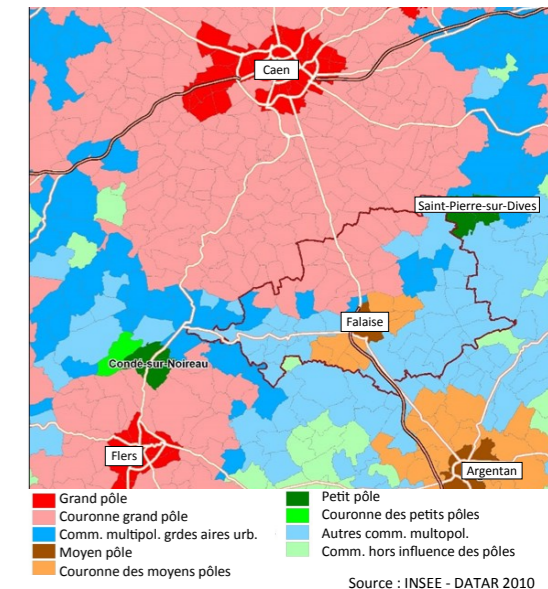 Caen
Saint-Pierre-sur-Dives
Falaise
Condé-sur-Noireau
Flers
Argentan
Grand pôle
Couronne grand pôle
Comm. multipol. grdes aires urb.
Moyen pôle
Couronne des moyens pôles
Petit pôle
Couronne des petits pôles
Autres comm. multopol.
Comm. hors influence des pôles
Source : INSEE - DATAR 2010